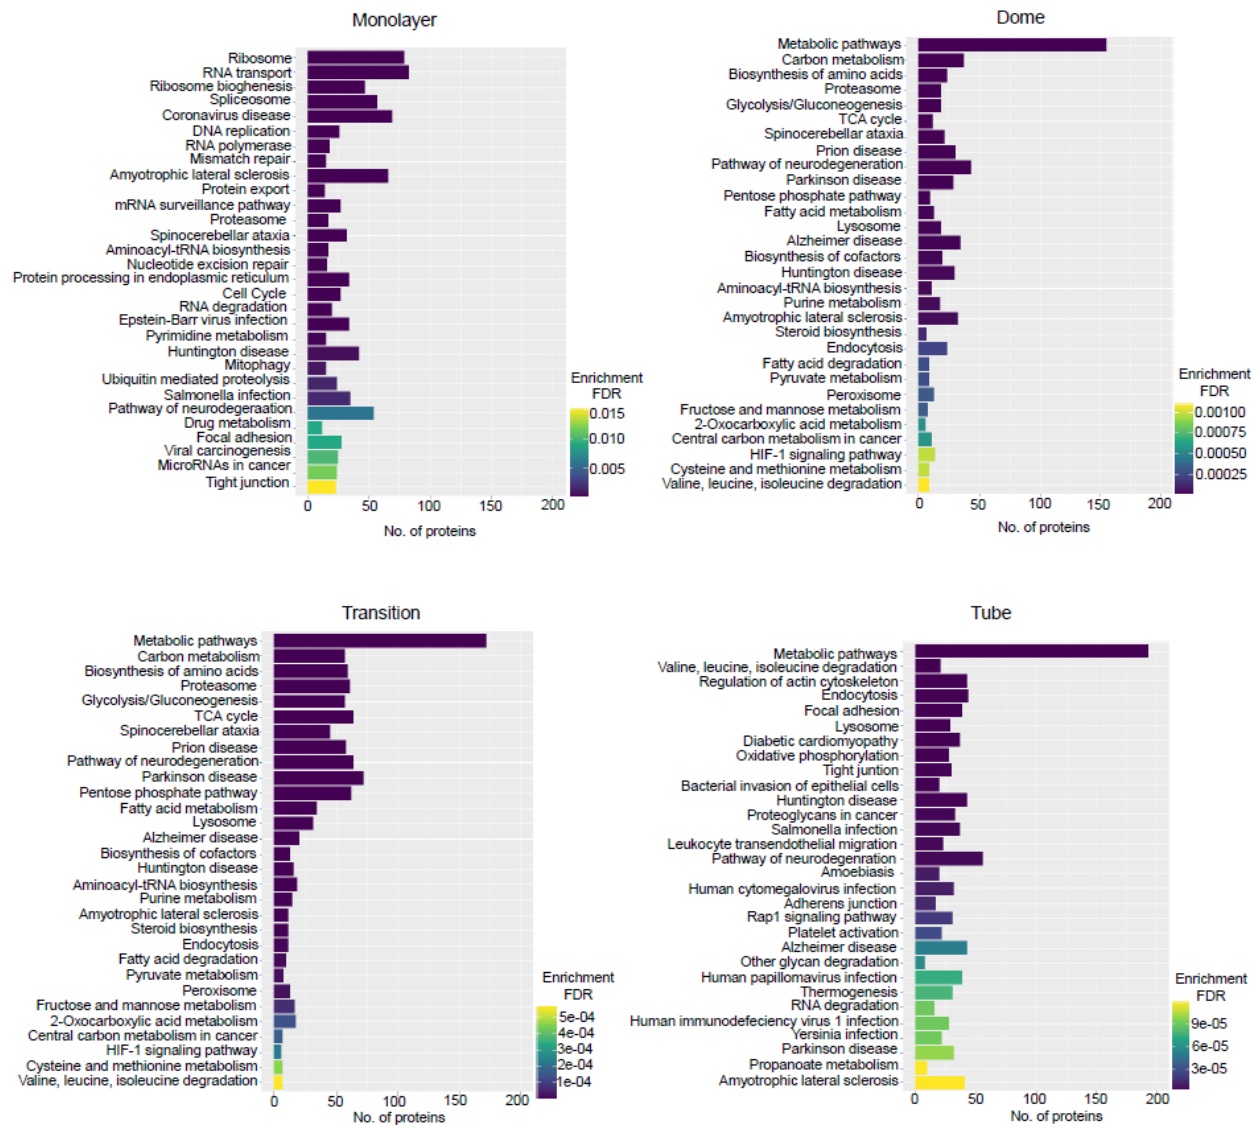 Monolayer
Ribosome
RNA transport
Ribosome bioghenesis
Spliceosome
Coronavirus disease
DNA replication
RNA polymerase
Mismatch repair
Amyotrophic lateral sclerosis
Protein export
mRNA surveillance pathway
Proteasome
Spinocerebellar ataxia
Aminoacyl-tRNA biosynthesis
Nucleotide excision repair
Protein processing in endoplasmic reticulum
Cell Cycle
RNA degradation
Epstein-Barr virus infection
Pyrimidine metabolism
Huntington disease
Mitophagy
Ubiquitin mediated proteolysis
Salmonella infection
Pathway of neurodegeraation
Drug metabolism
Focal adhesion
Viral carcinogenesis
MicroRNAs in cancer
Tight junction
0 50 100 150 200
No. of proteins
Enrichment
FDR
0.015
0.010
0.005
Dome
Metabolic pathways
Carbon metabolism
Biosynthesis of amino acids
Proteasome
Glycolysis/Gluconeogenesis
TCA cycle
Spinocerebellar ataxia
Prion disease
Pathway of neurodegeneration
Parkinson disease
Pentose phosphate pathway
Fatty acid metabolism
Lysosome
Alzheimer disease
Biosynthesis of cofactors
Huntington disease
Aminoacyl-tRNA biosynthesis
Purine metabolism
Amyotrophic lateral sclerosis
Steroid biosynthesis
Endocytosis
Fatty acid degradation
Pyruvate metabolism
Peroxisome
Fructose and mannose metabolism
2-Oxocarboxylic acid metabolism
Central carbon metabolism in cancer
HIF-1 signaling pathway
Cysteine and methionine metabolism
Valine, leucine, isoleucine degradation
0 50 100 150 200
No. of proteins
Enrichment
FDR
0.00100
0.00075
0.00050
0.00025
Transition
Metabolic pathways
Carbon metabolism
Biosynthesis of amino acids
Proteasome
Glycolysis/Gluconeogenesis
TCA cycle
Spinocerebellar ataxia
Prion disease
Pathway of neurodegeneration
Parkinson disease
Pentose phosphate pathway
Fatty acid metabolism
Lysosome
Alzheimer disease
Biosynthesis of cofactors
Huntington disease
Aminoacyl-tRNA biosynthesis
Purine metabolism
Amyotrophic lateral sclerosis
Steroid biosynthesis
Endocytosis
Fatty acid degradation
Pyruvate metabolism
Peroxisome
Fructose and mannose metabolism
2-Oxocarboxylic acid metabolism
Central carbon metabolism in cancer
HIF-1 signaling pathway
Cysteine and methionine metabolism
Valine, leucine, isoleucine degradation
0 50 100 150 200
No. of proteins
Enrichment
FDR
5e-04
4e-04
3e-04
2e-04
1e-04
Tube
Metabolic pathways
Valine, leucine, isoleucine degradation
Regulation of actin cytoskeleton
Endocytosis
Focal adhesion
Lysosome
Diabetic cardiomyopathy
Oxidative phosphorylation
Tight juntion
Bacterial invasion of epithelial cells
Huntington disease
Proteoglycans in cancer
Salmonella infection
Leukocyte transendothelial migration
Pathway of neurodegenration
Amoebiasis
Human cytomegalovirus infection
Adherens junction
Rap1 signaling pathway
Platelet activation
Alzheimer disease
Other glycan degradation
Human papillomavirus infection
Thermogenesis
RNA degradation
Human immunodefeciency virus 1 infection
Yersinia infection
Parkinson disease
Propanoate metabolism
Amyotrophic lateral sclerosis
0 50 100 150 200
No. of proteins
Enrichment
FDR
9e-05
6e-05
3e-05